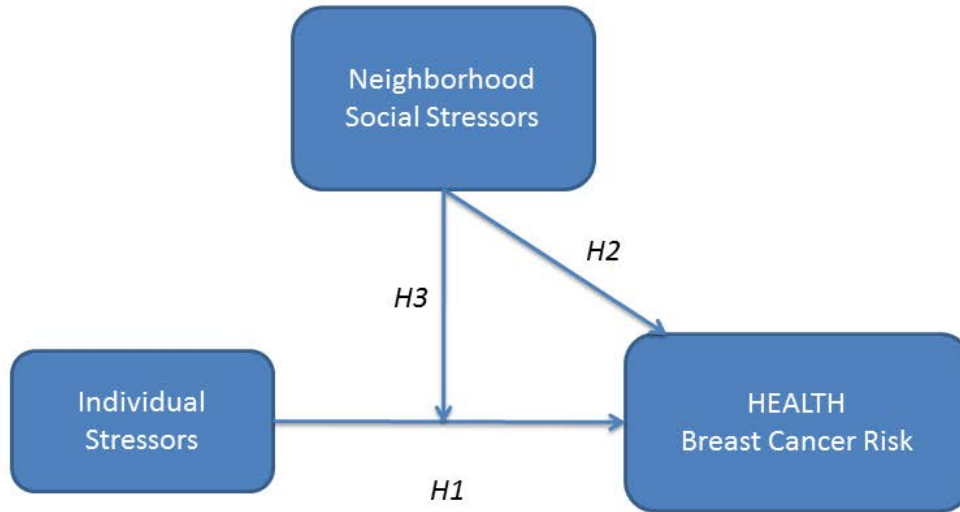 Neighborhood
Social Stressors
H2
H3
Individual
Stressors
HEALTH
Breast Cancer Risk
H1